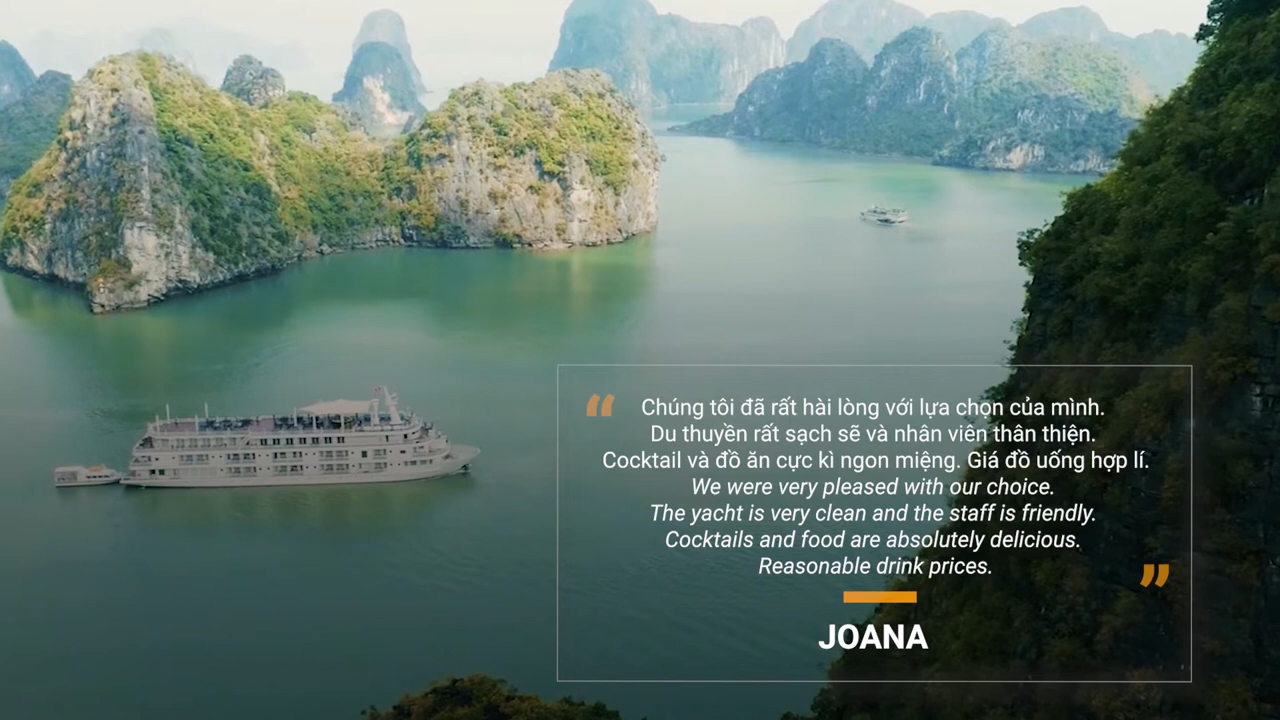 “ Chúng tôi đã rất hài lòng với lựa chọn của mình.
Du thuyền rất sạch sẽ và nhân viên thân thiện.
Cocktail và đồ ăn cực kì ngon miệng. Giá đồ uống hợp lí.
We were very pleased with our choice.
The yacht is very clean and the staff is friendly.
Cocktails and food are absolutely delicious.
Reasonable drink prices. ”
JOANA